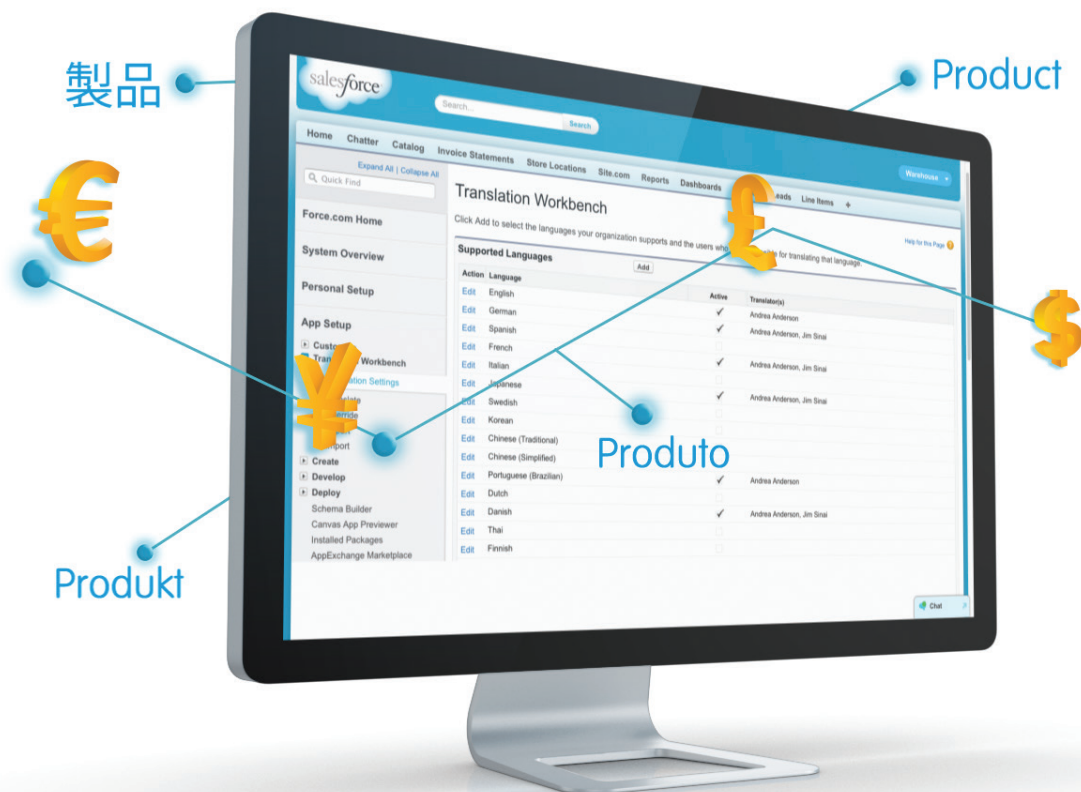 製品
Product
salesforce
Search...
Search
Warehouse
Home Chatter Catalog Invoice Statements Store Locations Site.com Reports Dashboards Leads Line Items +
Expand All | Collapse All
Quick Find
Translation Workbench
Help for this Page
Click Add to select the languages your organization supports and the users who for translating that language.
Force.com Home
System Overview
Personal Setup
App Setup
Workbench
Settings
Create
Develop
Deploy
Schema Builder
Canvas App Previewer
Installed Packages
AppExchange Marketplace
Supported Languages
Add
Action Language Active Translator(s)
Edit English ✓ Andrea Anderson
Edit German ✓ Andrea Anderson, Jim Sinai
Edit Spanish
Edit French ✓ Andrea Anderson, Jim Sinai
Edit Italian
Edit Japanese ✓ Andrea Anderson, Jim Sinai
Edit Swedish
Edit Korean
Edit Chinese (Traditional)
Edit Chinese (Simplified)
Edit Portuguese (Brazilian) ✓ Andrea Anderson
Edit Dutch
Edit Danish ✓ Andrea Anderson, Jim Sinai
Edit Thai
Edit Finnish
Chat
€
£
$
¥
Produto
Produkt